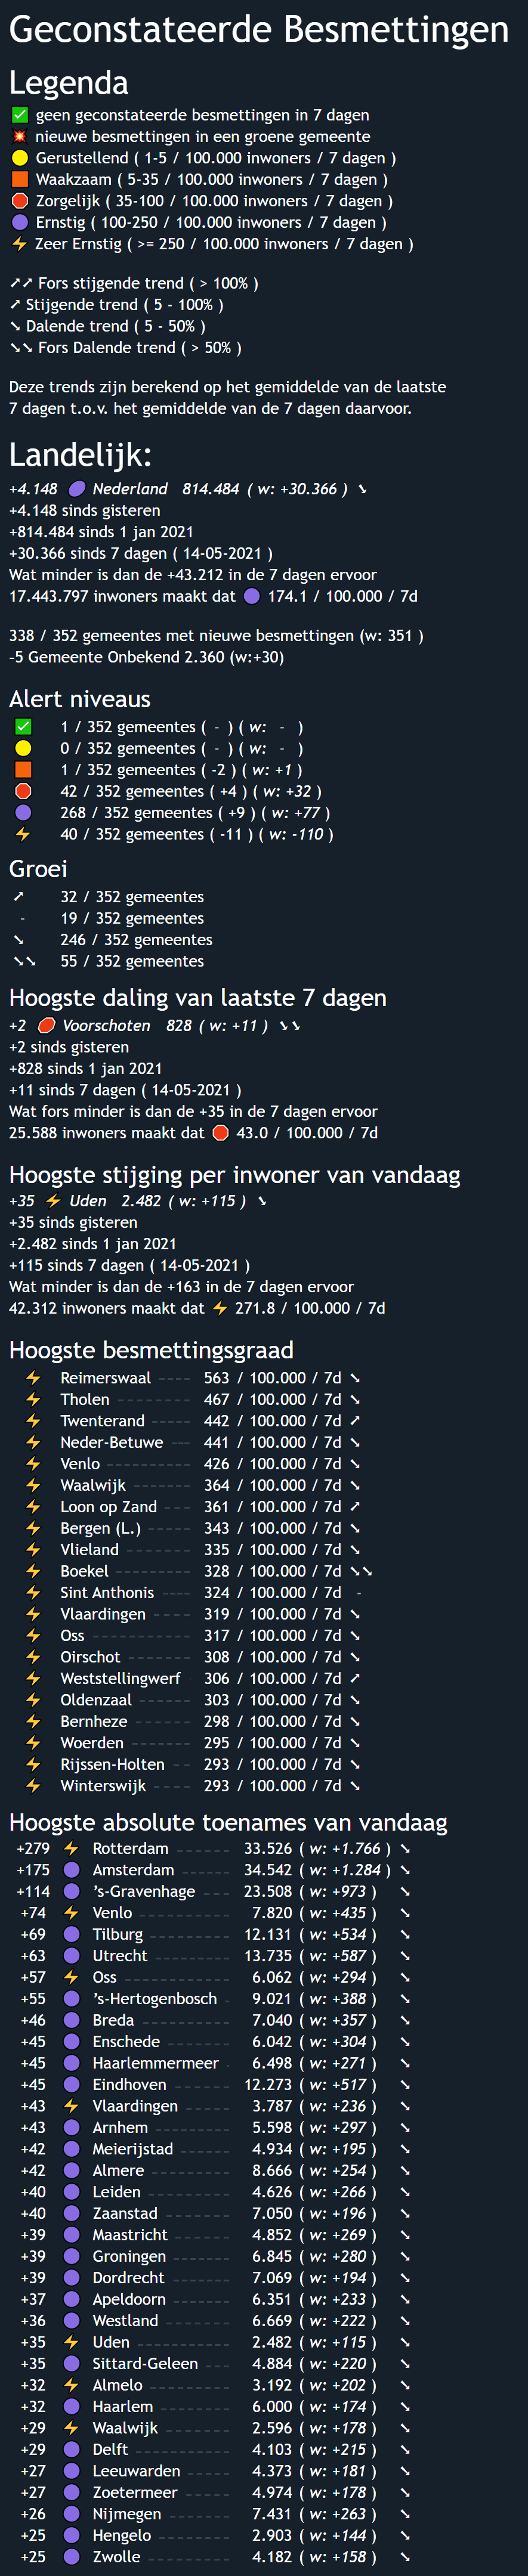 Geconstateerde Besmettingen
Legenda
✅ geen geconstateerde besmettingen in 7 dagen
💥 nieuwe besmettingen in een groene gemeente
🟡 Gerustellend ( 1-5 / 100.000 inwoners / 7 dagen )
🟧 Waakzaam ( 5-35 / 100.000 inwoners / 7 dagen )
🛑 Zorgelijk ( 35-100 / 100.000 inwoners / 7 dagen )
🟣 Ernstig ( 100-250 / 100.000 inwoners / 7 dagen )
⚡ Zeer Ernstig ( >= 250 / 100.000 inwoners / 7 dagen )
➚➚ Fors stijgende trend ( > 100% )
➚ Stijgende trend ( 5 - 100% )
➘ Dalende trend ( 5 - 50% )
➘➘ Fors Dalende trend ( > 50% )
Deze trends zijn berekend op het gemiddelde van de laatste
7 dagen t.o.v. het gemiddelde van de 7 dagen daarvoor.
Landelijk:
+4.148 🟣 Nederland 814.484 ( w: +30.366 ) ➘
+4.148 sinds gisteren
+814.484 sinds 1 jan 2021
+30.366 sinds 7 dagen ( 14-05-2021 )
Wat minder is dan de +43.212 in de 7 dagen ervoor
17.443.797 inwoners maakt dat 🟣 174.1 / 100.000 / 7d
338 / 352 gemeentes met nieuwe besmettingen (w: 351 )
-5 Gemeente Onbekend 2.360 (w:+30)
Alert niveaus
✅ 1 / 352 gemeentes ( - ) ( w: - )
🟡 0 / 352 gemeentes ( - ) ( w: - )
🟧 1 / 352 gemeentes ( -2 ) ( w: +1 )
🛑 42 / 352 gemeentes ( +4 ) ( w: +32 )
🟣 268 / 352 gemeentes ( +9 ) ( w: +77 )
⚡ 40 / 352 gemeentes ( -11 ) ( w: -110 )
Groei
➚ 32 / 352 gemeentes
- 19 / 352 gemeentes
➘ 246 / 352 gemeentes
➘➘ 55 / 352 gemeentes
Hoogste daling van laatste 7 dagen
+2 🛑 Voorschoten 828 ( w: +11 ) ➘➘
+2 sinds gisteren
+828 sinds 1 jan 2021
+11 sinds 7 dagen ( 14-05-2021 )
Wat fors minder is dan de +35 in de 7 dagen ervoor
25.588 inwoners maakt dat 🛑 43.0 / 100.000 / 7d
Hoogste stijging per inwoner van vandaag
+35 ⚡ Uden 2.482 ( w: +115 ) ➘
+35 sinds gisteren
+2.482 sinds 1 jan 2021
+115 sinds 7 dagen ( 14-05-2021 )
Wat minder is dan de +163 in de 7 dagen ervoor
42.312 inwoners maakt dat ⚡ 271.8 / 100.000 / 7d
Hoogste besmettingsgraad
⚡ Reimerswaal ---- 563 / 100.000 / 7d ➘
⚡ Tholen -------- 467 / 100.000 / 7d ➘
⚡ Twenterand ----- 442 / 100.000 / 7d ➚
⚡ Neder-Betuwe --- 441 / 100.000 / 7d ➘
⚡ Venlo --------- 426 / 100.000 / 7d ➘
⚡ Waalwijk ------ 364 / 100.000 / 7d ➘
⚡ Loon op Zand --- 361 / 100.000 / 7d ➚
⚡ Bergen (L.) ----- 343 / 100.000 / 7d ➘
⚡ Vlieland ------- 335 / 100.000 / 7d ➘
⚡ Boekel -------- 328 / 100.000 / 7d ➘➘
⚡ Sint Anthonis ---- 324 / 100.000 / 7d -
⚡ Vlaardingen ---- 319 / 100.000 / 7d ➘
⚡ Oss ----------- 317 / 100.000 / 7d ➘
⚡ Oirschot ------- 308 / 100.000 / 7d ➘
⚡ Weststellingwerf 306 / 100.000 / 7d ➚
⚡ Oldenzaal ------ 303 / 100.000 / 7d ➘
⚡ Bernheze ------ 298 / 100.000 / 7d ➘
⚡ Woerden ------- 295 / 100.000 / 7d ➘
⚡ Rijssen-Holten -- 293 / 100.000 / 7d ➘
⚡ Winterswijk ---- 293 / 100.000 / 7d ➘
Hoogste absolute toenames van vandaag
+279 ⚡ Rotterdam ------ 33.526 ( w: +1.766 ) ➘
+175 🟣 Amsterdam ------ 34.542 ( w: +1.284 ) ➘
+114 🟣 's-Gravenhage --- 23.508 ( w: +973 ) ➘
+74 ⚡ Venlo --------- 7.820 ( w: +435 ) ➘
+69 🟣 Tilburg -------- 12.131 ( w: +534 ) ➘
+63 🟣 Utrecht ------- 13.735 ( w: +587 ) ➘
+57 ⚡ Oss ----------- 6.062 ( w: +294 ) ➘
+55 🟣 's-Hertogenbosch - 9.021 ( w: +388 ) ➘
+46 🟣 Breda --------- 7.040 ( w: +357 ) ➘
+45 🟣 Enschede ------ 6.042 ( w: +304 ) ➘
+45 🟣 Haarlemmermeer - 6.498 ( w: +271 ) ➘
+45 🟣 Eindhoven ------ 12.273 ( w: +517 ) ➘
+43 ⚡ Vlaardingen ----- 3.787 ( w: +236 ) ➘
+43 🟣 Arnhem ------- 5.598 ( w: +297 ) ➘
+42 🟣 Meierijstad ------ 4.934 ( w: +195 ) ➘
+42 🟣 Almere -------- 8.666 ( w: +254 ) ➘
+40 🟣 Leiden -------- 4.626 ( w: +266 ) ➘
+40 🟣 Zaanstad ------ 7.050 ( w: +196 ) ➘
+39 🟣 Maastricht ------ 4.852 ( w: +269 ) ➘
+39 🟣 Groningen ------ 6.845 ( w: +280 ) ➘
+39 🟣 Dordrecht ------ 7.069 ( w: +194 ) ➘
+37 🟣 Apeldoorn ------ 6.351 ( w: +233 ) ➘
+36 🟣 Westland ------ 6.669 ( w: +222 ) ➘
+35 ⚡ Uden ---------- 2.482 ( w: +115 ) ➘
+35 🟣 Sittard-Geleen --- 4.884 ( w: +220 ) ➘
+32 ⚡ Almelo -------- 3.192 ( w: +202 ) ➘
+32 🟣 Haarlem ------- 6.000 ( w: +174 ) ➘
+29 ⚡ Waalwijk ------- 2.596 ( w: +178 ) ➘
+29 🟣 Delft ---------- 4.103 ( w: +215 ) ➘
+27 🟣 Leeuwarden ----- 4.373 ( w: +181 ) ➘
+27 🟣 Zoetermeer ----- 4.974 ( w: +178 ) ➘
+26 🟣 Nijmegen ------ 7.431 ( w: +263 ) ➘
+25 🟣 Hengelo ------- 2.903 ( w: +144 ) ➘
+25 🟣 Zwolle -------- 4.182 ( w: +158 ) ➘